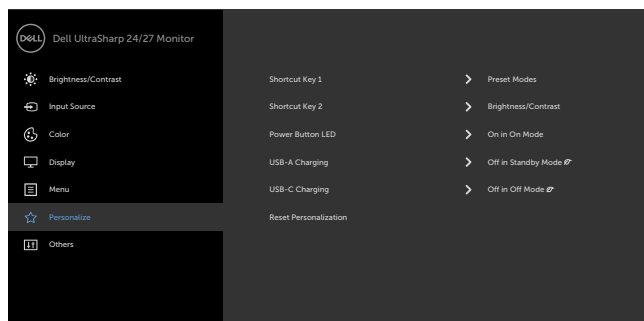 DELL Dell UltraSharp 24/27 Monitor
Brightness/Contrast Shortcut Key 1 Preset Modes
Input Source Shortcut Key 2 Brightness/Contrast
Color Power Button LED On in On Mode
Display USB-A Charging Off in Standby Mode
Menu USB-C Charging Off in Off Mode
Personalize Reset Personalization
Others